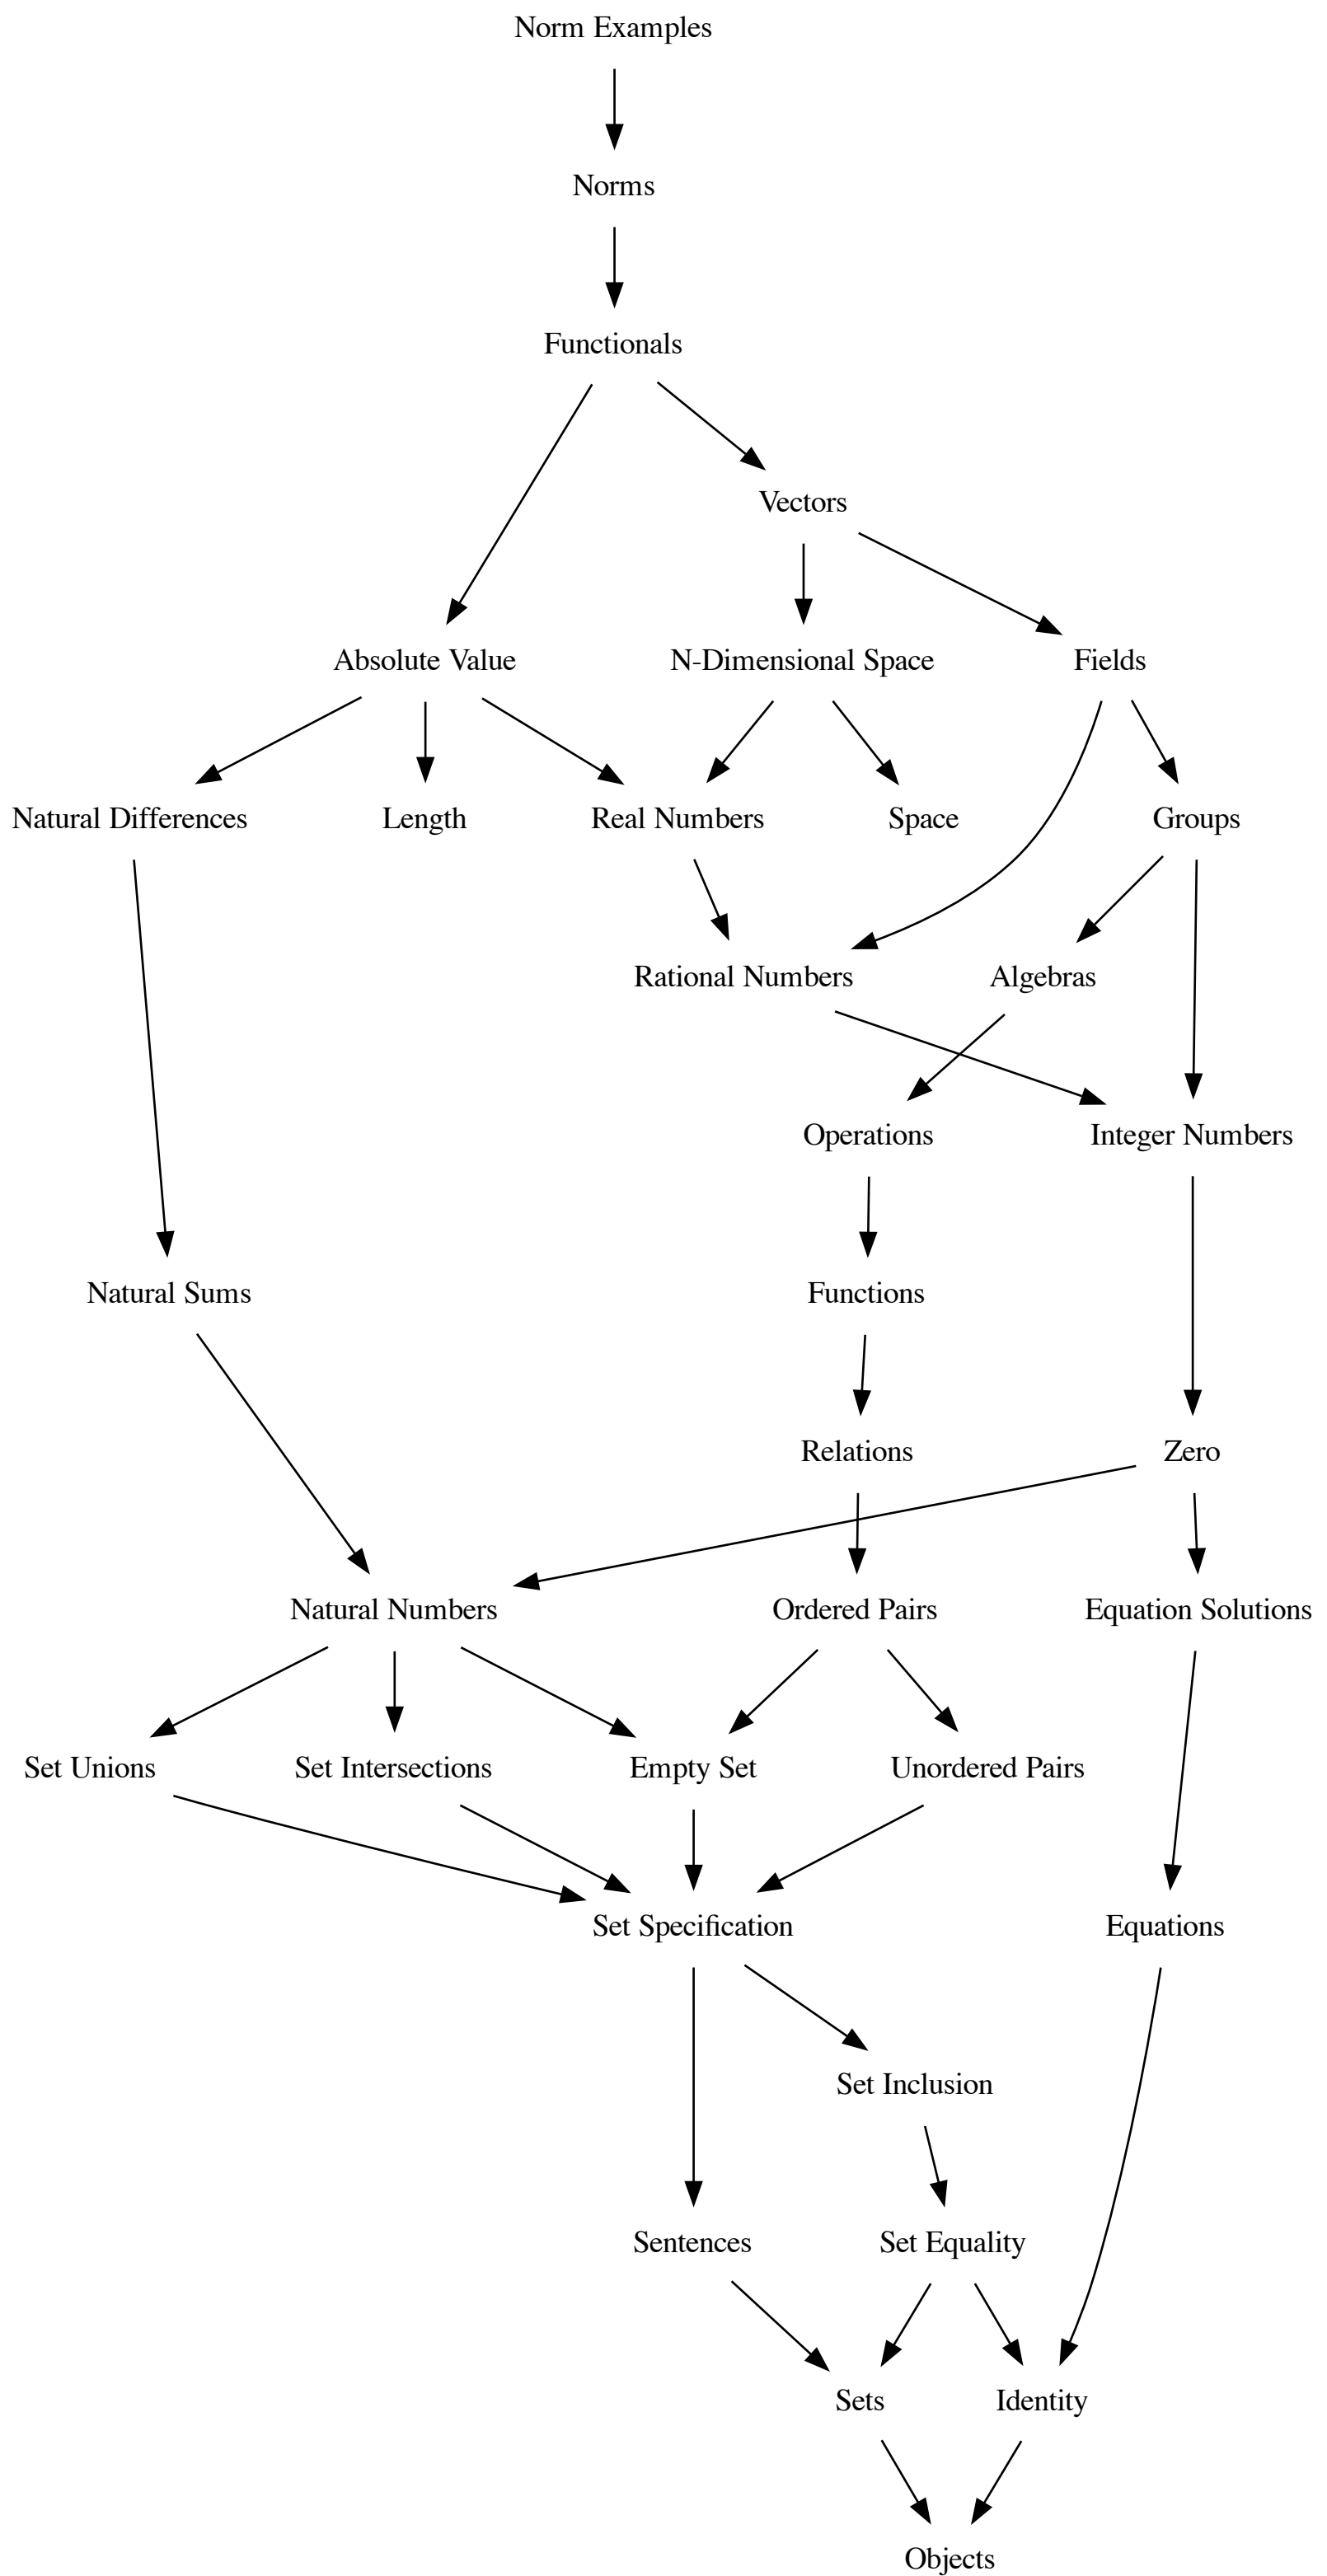 Norm Examples
Norms
Functionals
Vectors
Absolute Value
N-Dimensional Space
Fields
Natural Differences
Length
Real Numbers
Space
Groups
Rational Numbers
Algebras
Operations
Integer Numbers
Natural Sums
Functions
Relations
Zero
Natural Numbers
Ordered Pairs
Equation Solutions
Set Unions
Set Intersections
Empty Set
Unordered Pairs
Set Specification
Equations
Set Inclusion
Sentences
Set Equality
Sets
Identity
Objects